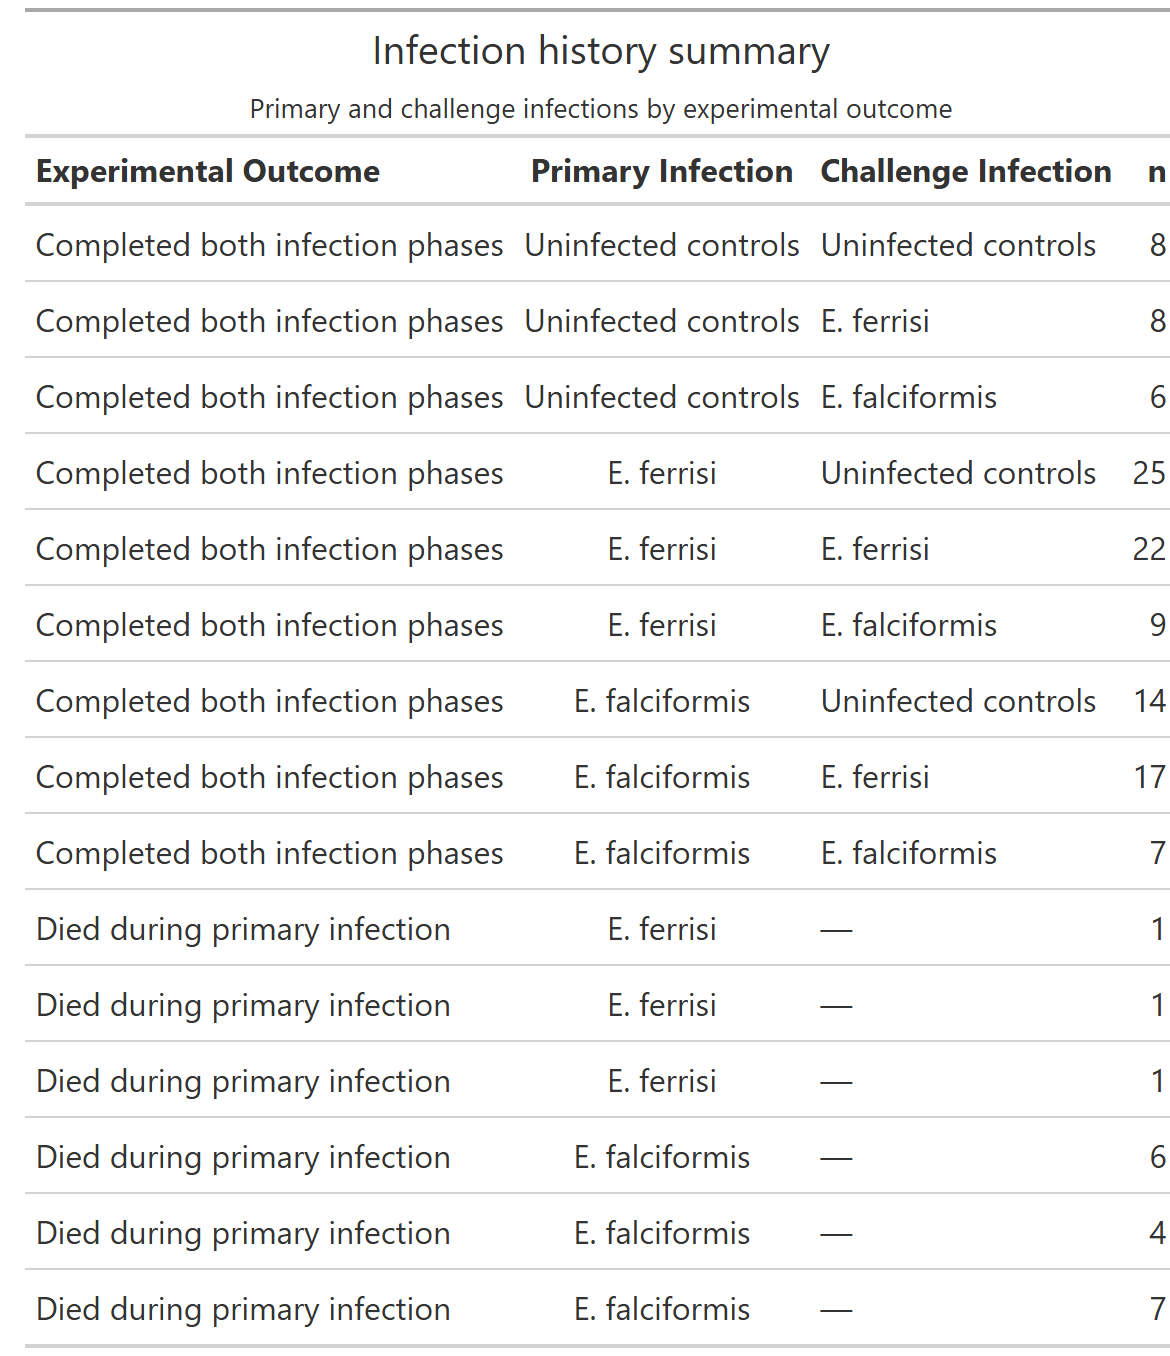 Infection history summary
Primary and challenge infections by experimental outcome
Experimental Outcome Primary Infection Challenge Infection n
Completed both infection phases Uninfected controls Uninfected controls 8
Completed both infection phases Uninfected controls E. ferrisi 8
Completed both infection phases Uninfected controls E. falciformis 6
Completed both infection phases E. ferrisi Uninfected controls 25
Completed both infection phases E. ferrisi E. ferrisi 22
Completed both infection phases E. ferrisi E. falciformis 9
Completed both infection phases E. falciformis Uninfected controls 14
Completed both infection phases E. falciformis E. ferrisi 17
Completed both infection phases E. falciformis E. falciformis 7
Died during primary infection E. ferrisi — 1
Died during primary infection E. ferrisi — 1
Died during primary infection E. ferrisi — 1
Died during primary infection E. falciformis — 6
Died during primary infection E. falciformis — 4
Died during primary infection E. falciformis — 7